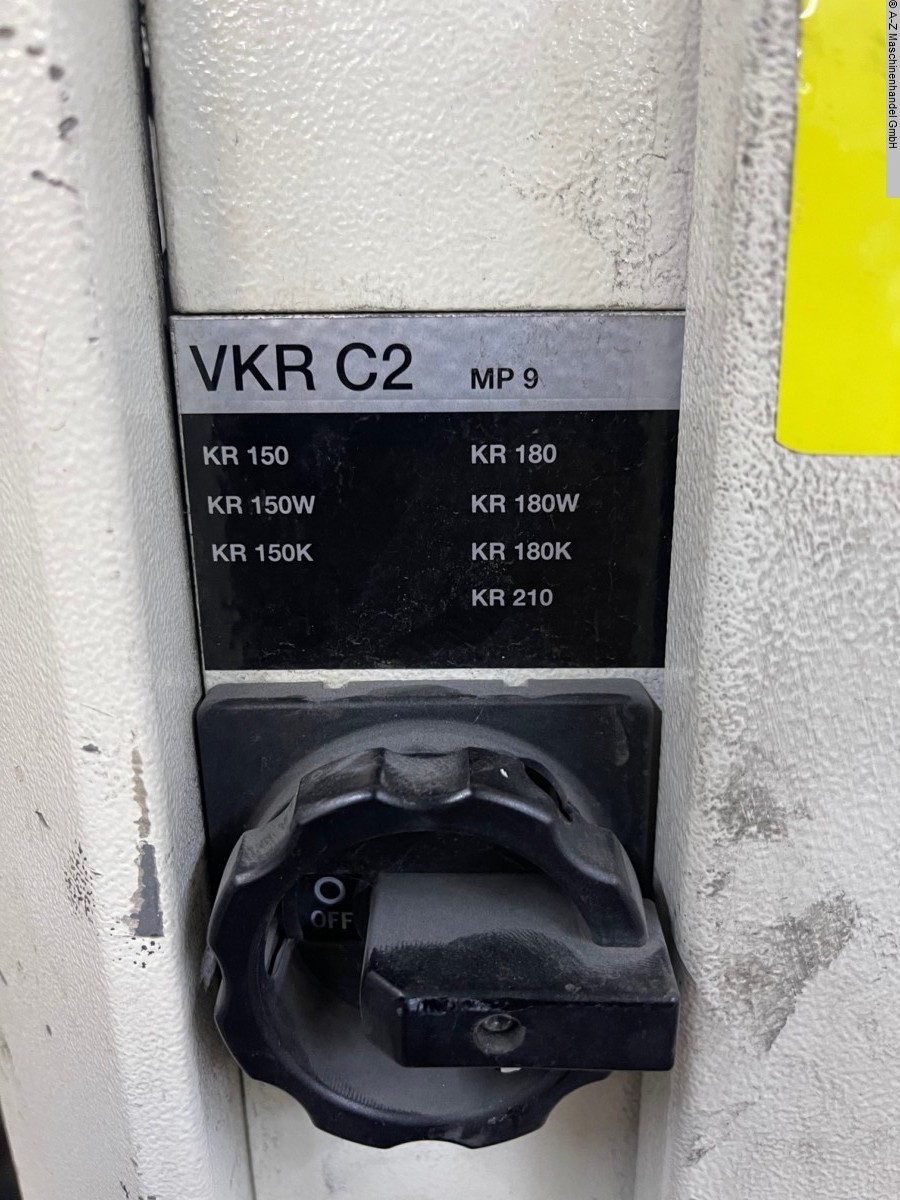 ® A-Z Maschinenhandel GmbH
VKR C2 MP 9
KR 150 KR 180
KR 150W KR 180W
KR 150K KR 180K
KR 210
O
OFF